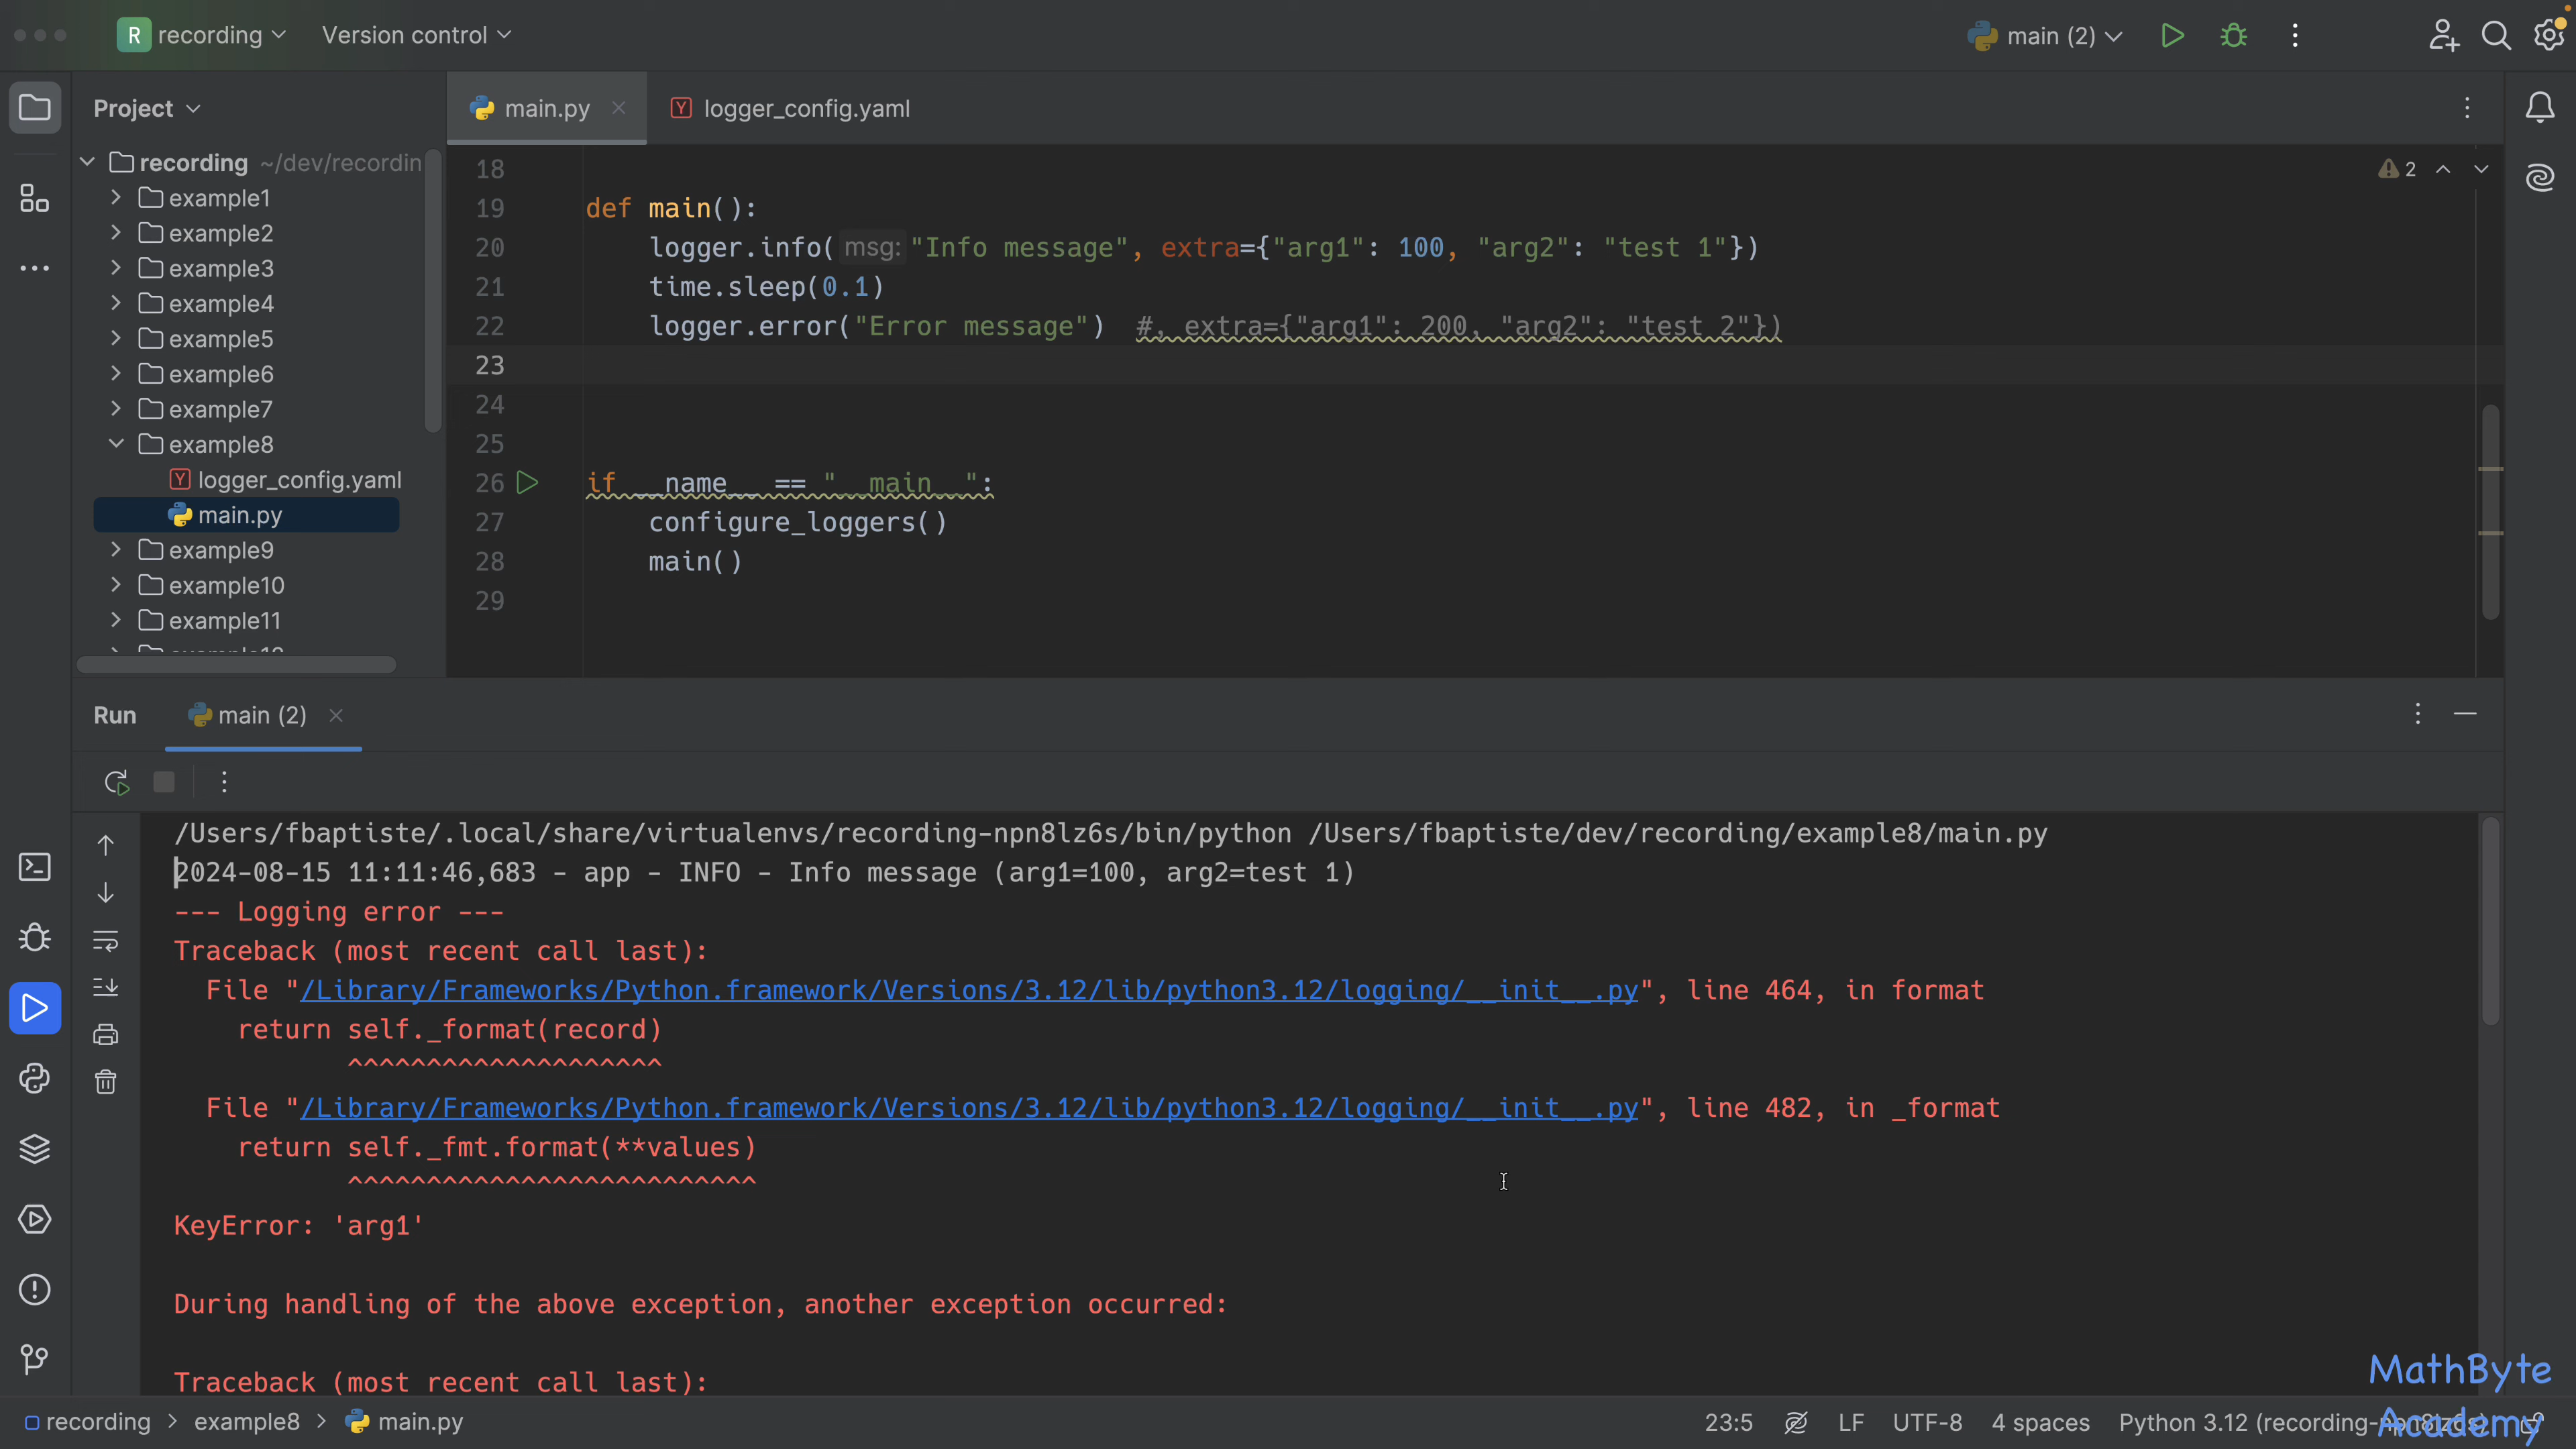 R recording Version control main (2)
Project main.py logger_config.yaml
recording ~/dev/recordin
example1
example2
example3
example4
example5
example6
example7
example8
logger_config.yaml
main.py
example9
example10
example11
18
19 def main():
20 logger.info( msg: "Info message", extra={"arg1": 100, "arg2": "test 1"})
21 time.sleep(0.1)
22 logger.error("Error message") #, extra={"arg1": 200, "arg2": "test 2"})
23
24
25
26 if __name__ == "__main__":
27 configure_loggers()
28 main()
29
2
Run main (2)
/Users/fbaptiste/.local/share/virtualenvs/recording-npn8lz6s/bin/python /Users/fbaptiste/dev/recording/example8/main.py
2024-08-15 11:11:46,683 - app - INFO - Info message (arg1=100, arg2=test 1)
--- Logging error ---
Traceback (most recent call last):
File "/Library/Frameworks/Python.framework/Versions/3.12/lib/python3.12/logging/__init__.py", line 464, in format
return self._format(record)
^^^^^^^^^^^^^^^^^^^^
File "/Library/Frameworks/Python.framework/Versions/3.12/lib/python3.12/logging/__init__.py", line 482, in _format
return self._fmt.format(**values)
^^^^^^^^^^^^^^^^^^^^^^^^^^
KeyError: 'arg1'
During handling of the above exception, another exception occurred:
Traceback (most recent call last):
MathByte
Academy
recording > example8 > main.py 23:5 LF UTF-8 4 spaces Python 3.12 (recording-npn8lz6s)